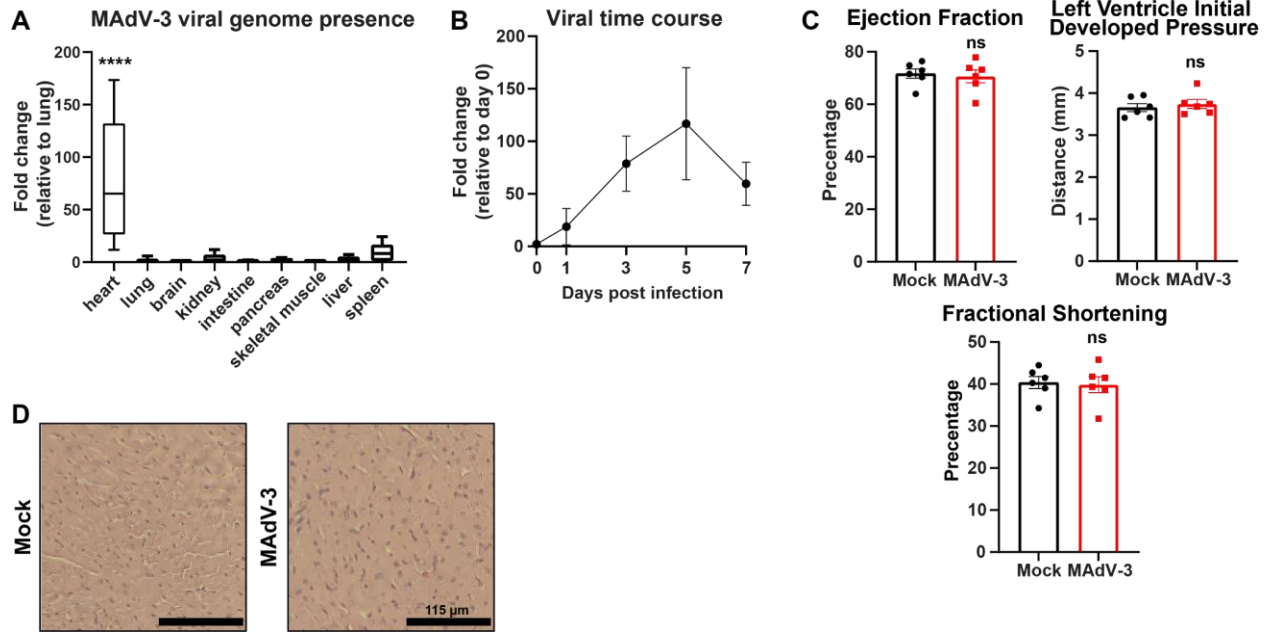 A
MAdV-3 viral genome presence
Fold change
(relative to lung)
200
150
100
50
0
****
heart
lung
brain
kidney
intestine
pancreas
skeletal muscle
liver
spleen
B
Viral time course
Fold change
(relative to day 0)
200
150
100
50
0
0 1 3 5 7
Days post infection
C
Ejection Fraction
ns
Precentage
80
60
40
20
0
Mock MAdV-3
Left Ventricle Initial
Developed Pressure
ns
Distance (mm)
5
4
3
2
1
0
Mock MAdV-3
Fractional Shortening
ns
Precentage
50
40
30
20
10
0
Mock MAdV-3
D
Mock
MAdV-3
115 µm